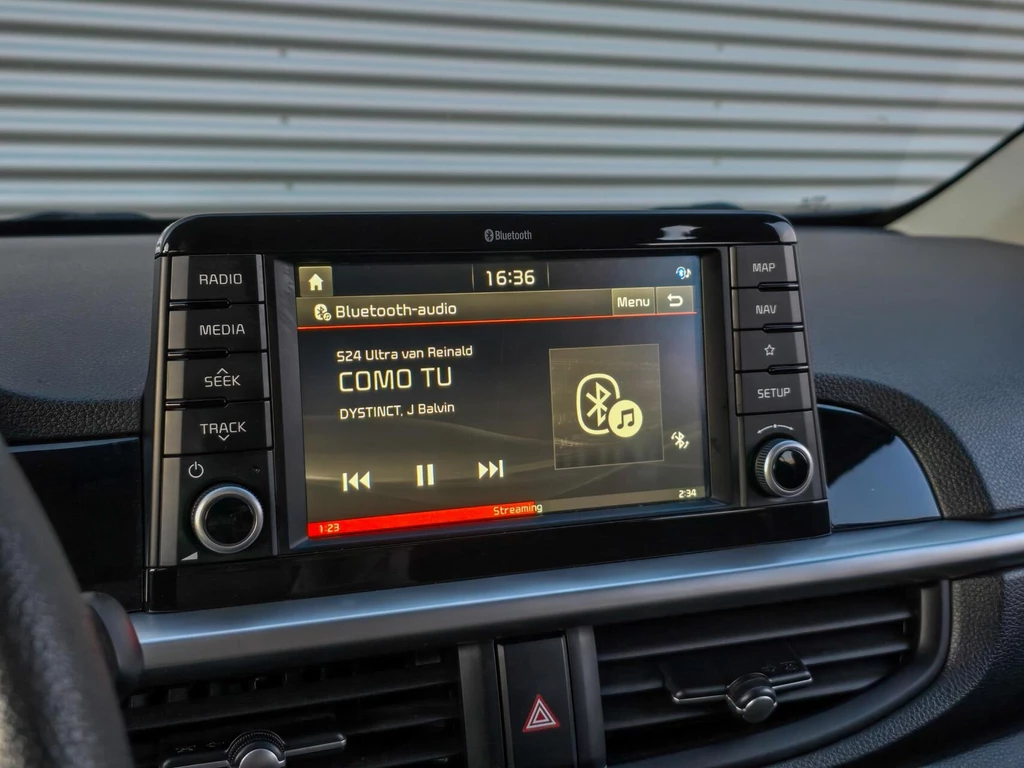 Bluetooth
RADIO
MEDIA
SEEK
TRACK
16:36
Bluetooth-audio
Menu
S24 Ultra van Reinald
COMO TU
DYSTINCT, J Balvin
Streaming
1:23
2:34
MAP
NAV
SETUP